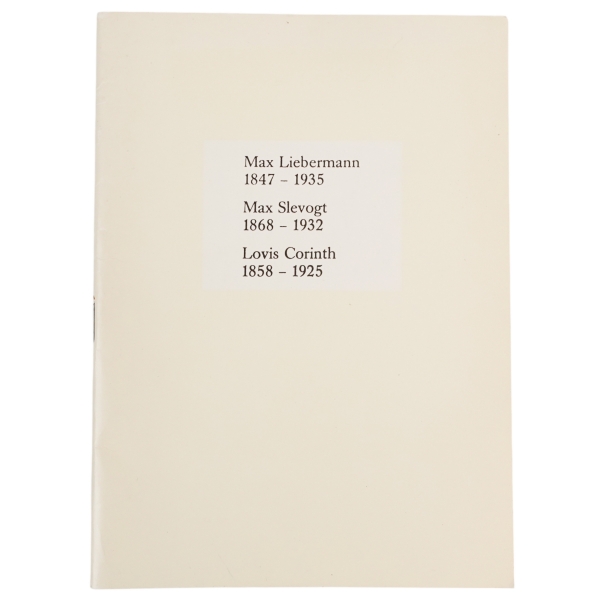 Max Liebermann
1847 – 1935
Max Slevogt
1868 – 1932
Lovis Corinth
1858 – 1925